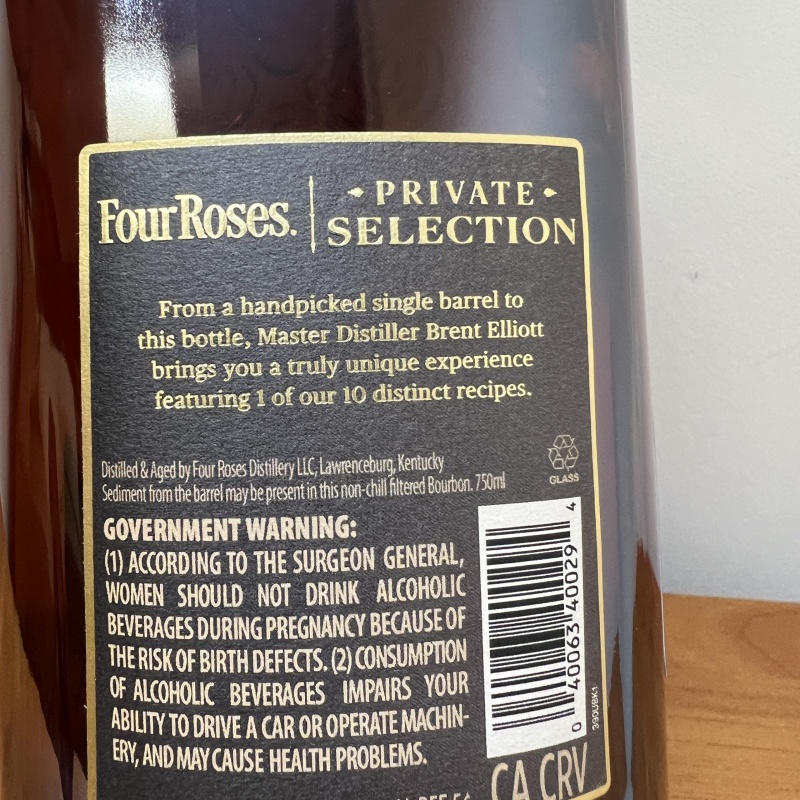 FourRoses.
PRIVATE
SELECTION
From a handpicked single barrel to
this bottle, Master Distiller Brent Elliott
brings you a truly unique experience
featuring 1 of our 10 distinct recipes.
Distilled & Aged by Four Roses Distillery LLC, Lawrenceburg, Kentucky
Sediment from the barrel may be present in this non-chill filtered Bourbon. 750ml
GLASS
GOVERNMENT WARNING:
(1) ACCORDING TO THE SURGEON GENERAL,
WOMEN SHOULD NOT DRINK ALCOHOLIC
BEVERAGES DURING PREGNANCY BECAUSE OF
THE RISK OF BIRTH DEFECTS. (2) CONSUMPTION
OF ALCOHOLIC BEVERAGES IMPAIRS YOUR
ABILITY TO DRIVE A CAR OR OPERATE MACHIN-
ERY, AND MAY CAUSE HEALTH PROBLEMS.
0 40063 40029 4
CA CRV